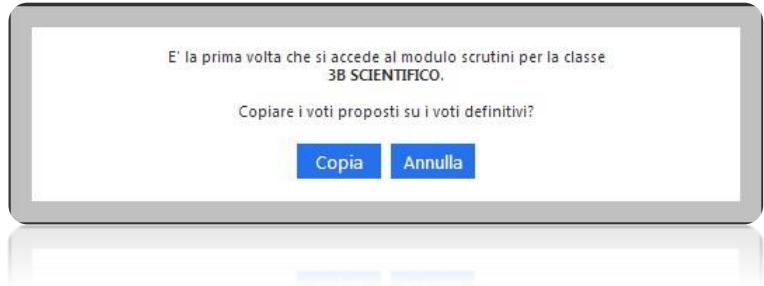 E' la prima volta che si accede al modulo scrutini per la classe
3B SCIENTIFICO.
Copiare i voti proposti su i voti definitivi?
Copia Annulla